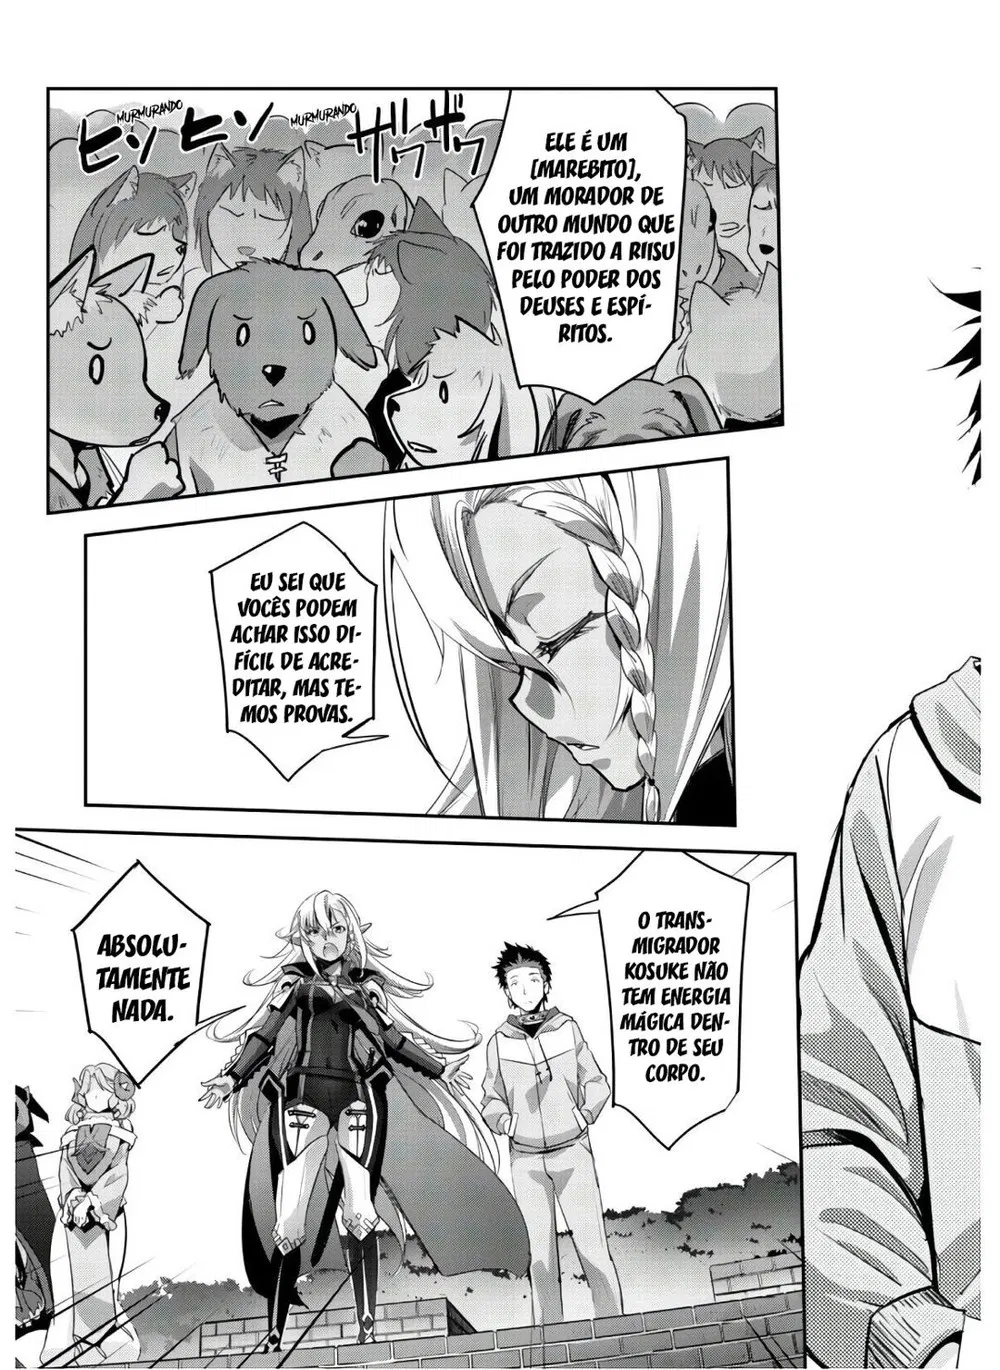 MURMURANDO
MURMURANDO
ヒソ ヒソ
ザワザワ
ELE É UM
[MAREBITO],
UM MORADOR DE
OUTRO MUNDO QUE
FOI TRAZIDO A RIISU
PELO PODER DOS
DEUSES E ESPÍ-
RITOS.
EU SEI QUE
VOCÊS PODEM
ACHAR ISSO DI-
FÍCIL DE ACRE-
DITAR, MAS TE-
MOS PROVAS.
O TRANS-
MIGRADOR
KOSUKE NÃO
TEM ENERGIA
MÁGICA DEN-
TRO DE SEU
CORPO.
ABSOLU-
TAMENTE
NADA.